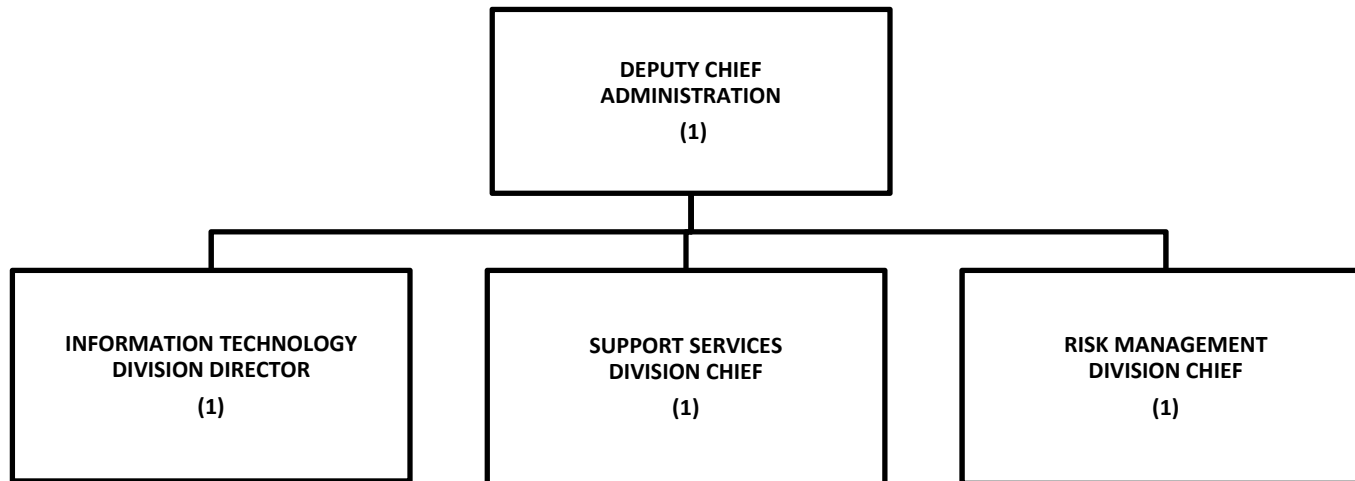 DEPUTY CHIEF
ADMINISTRATION
(1)
INFORMATION TECHNOLOGY
DIVISION DIRECTOR
(1)
SUPPORT SERVICES
DIVISION CHIEF
(1)
RISK MANAGEMENT
DIVISION CHIEF
(1)